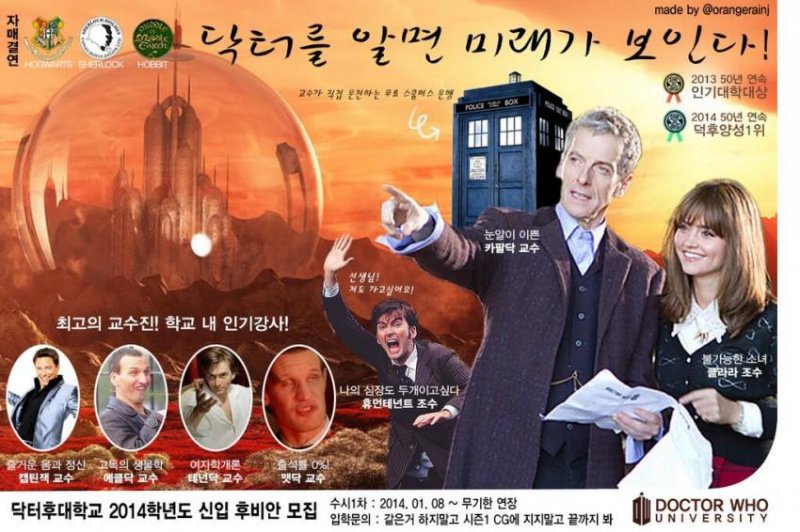 made by @orangerainj
자매결연
HOGWARTS
SHERLOCK
HOBBIT
닥터를 알면 미래가 보인다!
2013 50년 연속
인기대학대상
2014 50년 연속
덕후양성1위
교수가 직접 운전하는 무료 스쿨버스 운행
POLICE PUBLIC BOX
눈알이 이쁜
카팔닥 교수
선생님!
저도 가고싶어요!
최고의 교수진! 학교 내 인기강사!
나의 심장도 두개이고싶다
휴먼테넌트 조수
불가능한 소녀
클라라 조수
즐거운 몸과 정신
캡틴잭 교수
고독의 생물학
에클닥 교수
여자학개론
테넌닥 교수
출석률 0%!
맷닥 교수
닥터후대학교 2014학년도 신입 후비안 모집
수시1차 : 2014. 01. 08 ~ 무기한 연장
입학문의 : 같은거 하지말고 시즌1 CG에 지지말고 끝까지 봐
DOCTOR WHO
UNIVERSITY